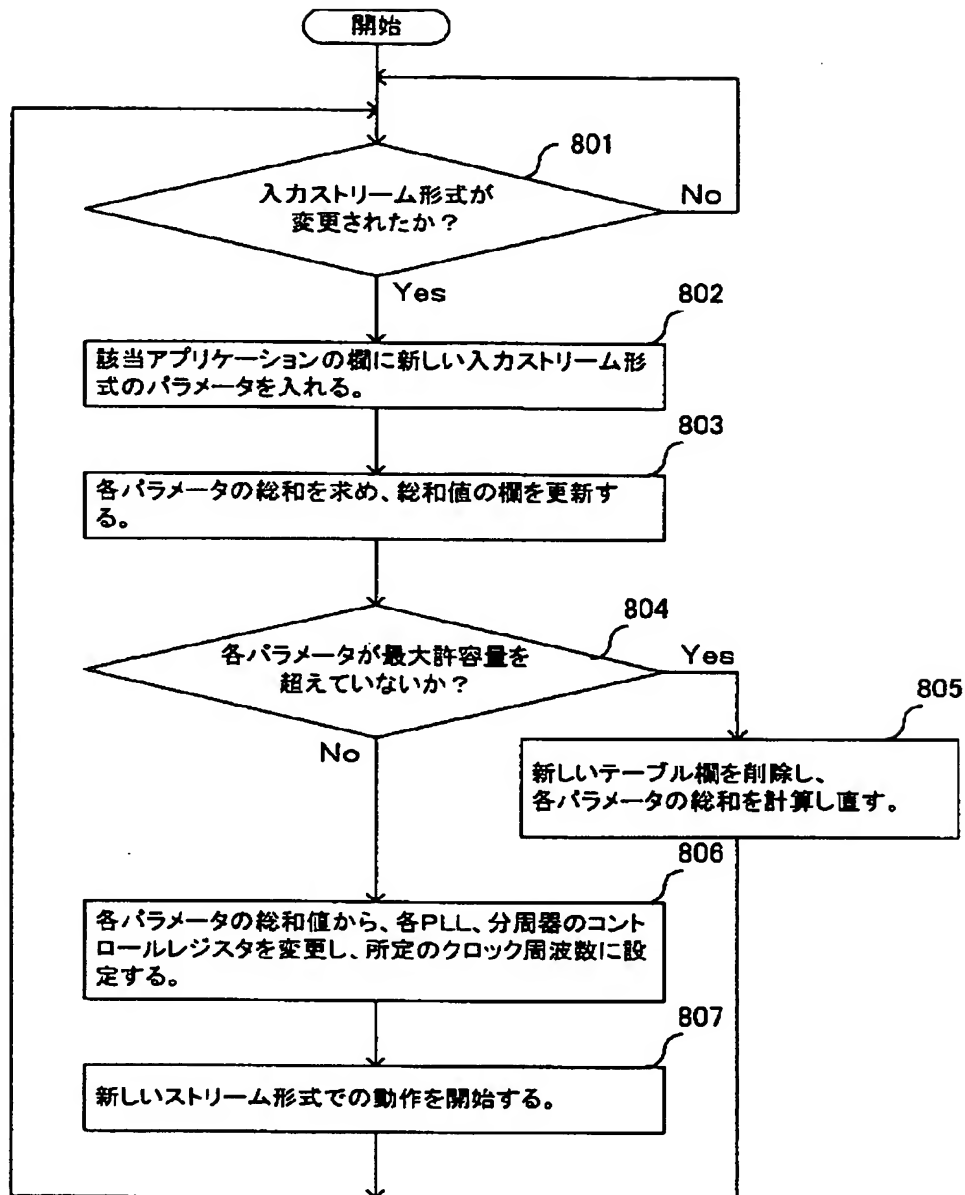 開始
801
入力ストリーム形式が
変更されたか？
No
Yes
802
該当アプリケーションの欄に新しい入力ストリーム形
式のパラメータを入れる。
803
各パラメータの総和を求め、総和値の欄を更新す
る。
804
各パラメータが最大許容量を
超えていないか？
Yes
No
805
新しいテーブル欄を削除し、
各パラメータの総和を計算し直す。
806
各パラメータの総和値から、各PLL、分周器のコント
ロールレジスタを変更し、所定のクロック周波数に設
定する。
807
新しいストリーム形式での動作を開始する。